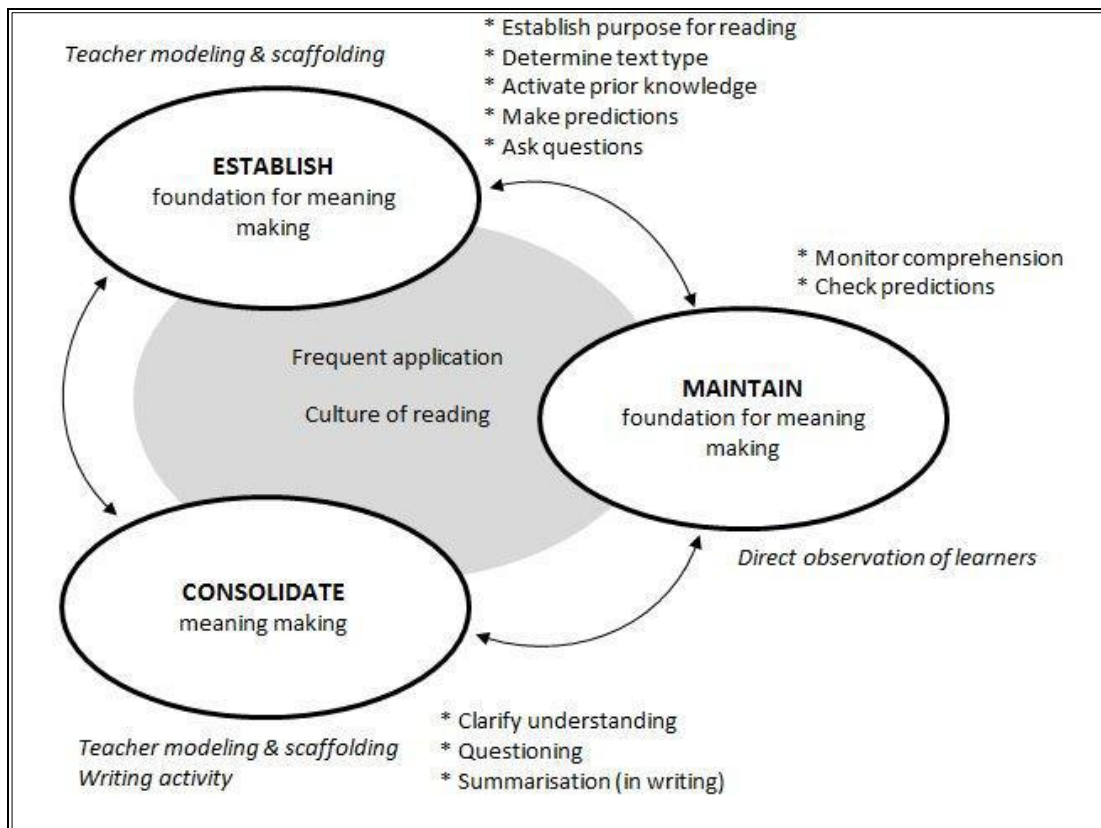 Teacher modeling & scaffolding
* Establish purpose for reading
* Determine text type
* Activate prior knowledge
* Make predictions
* Ask questions
ESTABLISH
foundation for meaning
making
* Monitor comprehension
* Check predictions
Frequent application
Culture of reading
MAINTAIN
foundation for meaning
making
Direct observation of learners
CONSOLIDATE
meaning making
Teacher modeling & scaffolding
Writing activity
* Clarify understanding
* Questioning
* Summarisation (in writing)